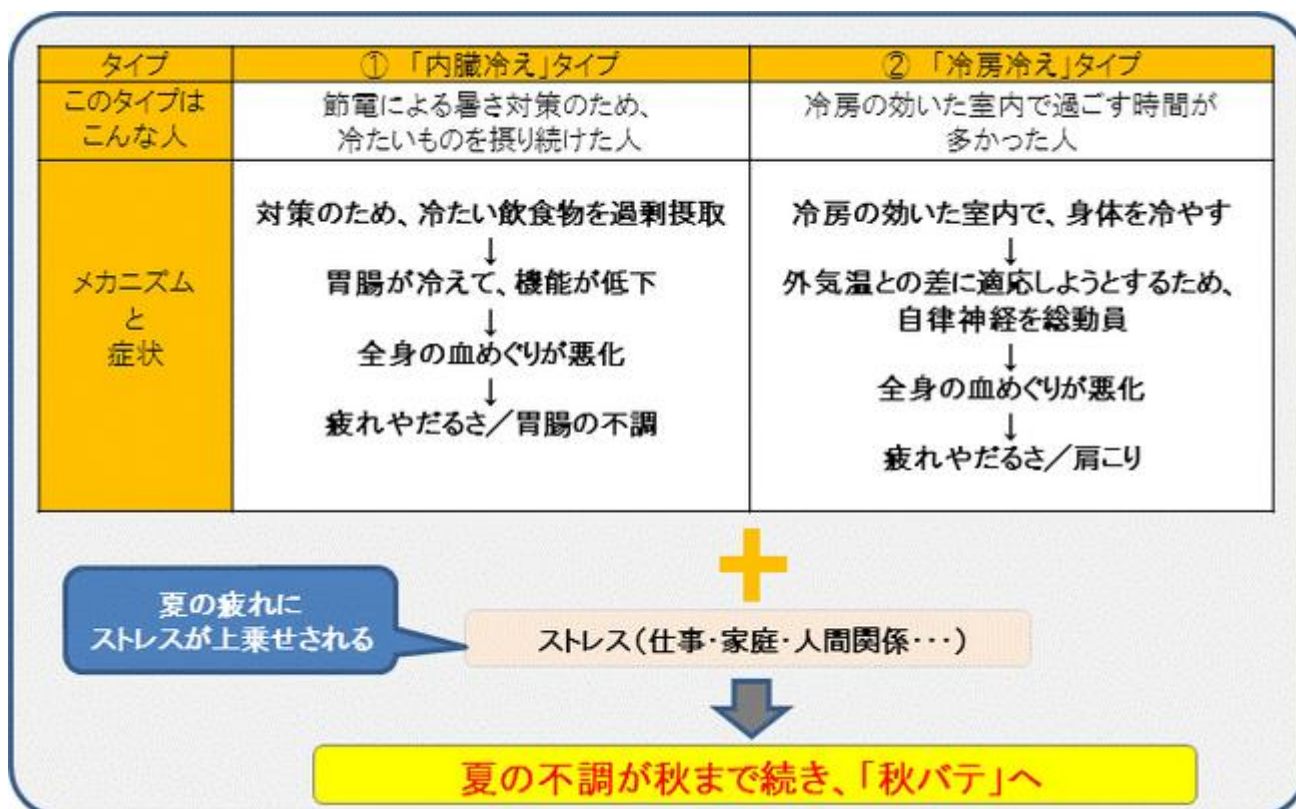 タイプ
① 「内臓冷え」タイプ
② 「冷房冷え」タイプ
このタイプは
こんな人
節電による暑さ対策のため、
冷たいものを摂り続けた人
冷房の効いた室内で過ごす時間が
多かった人
メカニズム
と
症状
対策のため、冷たい飲食物を過剰摂取
↓
胃腸が冷えて、機能が低下
↓
全身の血めぐりが悪化
↓
疲れやだるさ／胃腸の不調
冷房の効いた室内で、身体を冷やす
↓
外気温との差に適応しようとするため、
自律神経を総動員
↓
全身の血めぐりが悪化
↓
疲れやだるさ／肩こり
夏の疲れに
ストレスが上乗せされる
ストレス（仕事・家庭・人間関係・・・）
夏の不調が秋まで続き、「秋バテ」へ